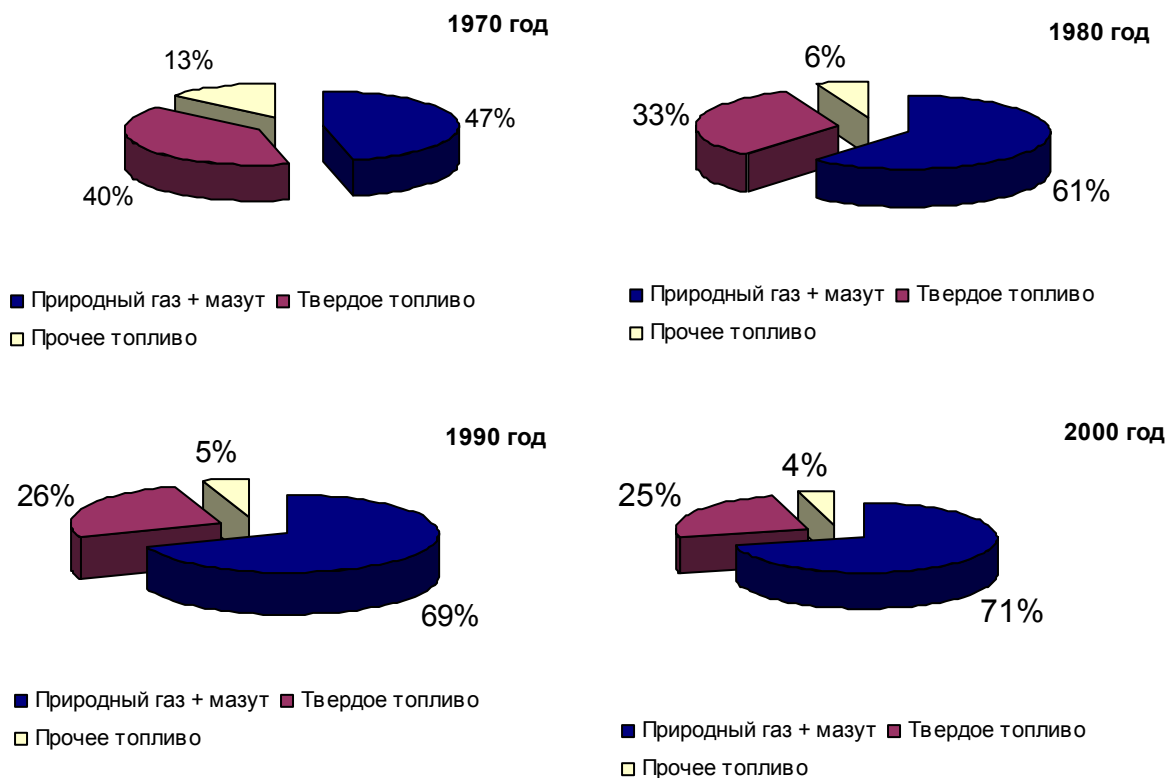 1970 год
13%
47%
40%
Природный газ + мазут Твердое топливо
Прочее топливо
1980 год
6%
33%
61%
Природный газ + мазут Твердое топливо
Прочее топливо
1990 год
5%
26%
69%
Природный газ + мазут Твердое топливо
Прочее топливо
2000 год
4%
25%
71%
Природный газ + мазут Твердое топливо
Прочее топливо